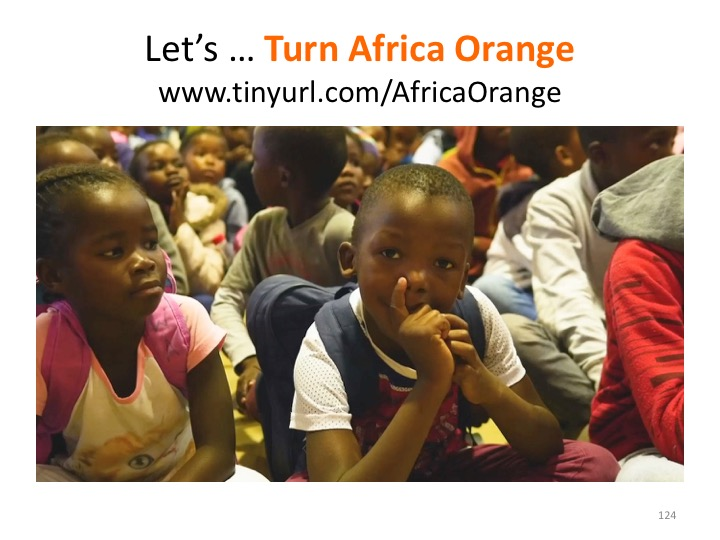 Let’s … Turn Africa Orange
www.tinyurl.com/AfricaOrange
124